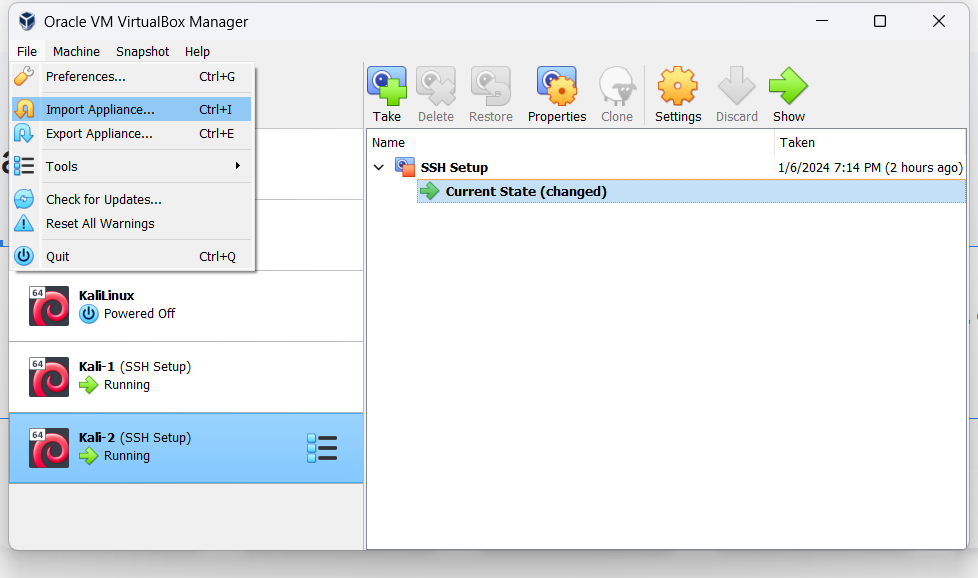 Oracle VM VirtualBox Manager
File Machine Snapshot Help
Preferences... Ctrl+G
Import Appliance... Ctrl+I
Export Appliance... Ctrl+E
Tools
Check for Updates...
Reset All Warnings
Quit Ctrl+Q
Take Delete Restore Properties Clone Settings Discard Show
Name Taken
SSH Setup 1/6/2024 7:14 PM (2 hours ago)
Current State (changed)
64
KaliLinux
Powered Off
64
Kali-1 (SSH Setup)
Running
64
Kali-2 (SSH Setup)
Running